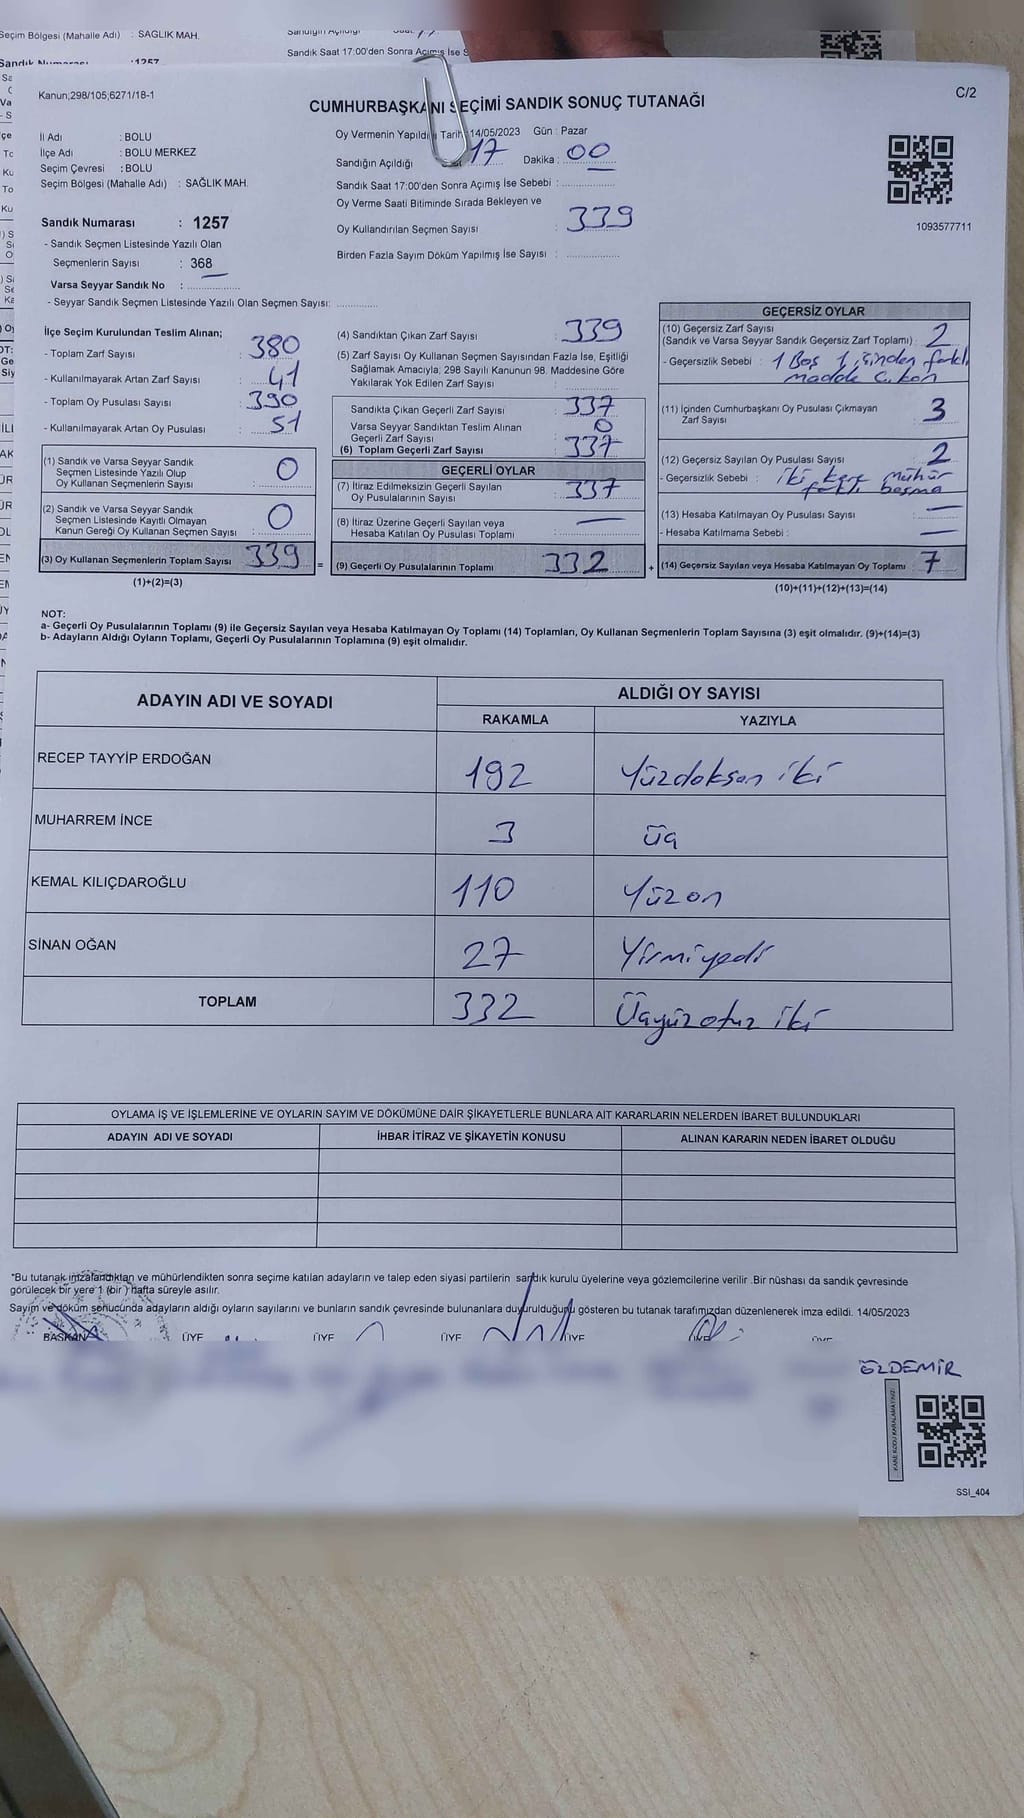 Seçim Bölgesi (Mahalle Adı) : SAĞLIK MAH.
Sandık Saat 17:00'den Sonra Açımış İse S
:1257
Kanun;298/105;6271/18-1
CUMHURBAŞKANI SEÇİMİ SANDIK SONUÇ TUTANAĞI
C/2
İl Adı : BOLU
İlçe Adı : BOLU MERKEZ
Seçim Çevresi : BOLU
Seçim Bölgesi (Mahalle Adı) : SAĞLIK MAH.
Oy Vermenin Yapıldı Tarih 14/05/2023 Gün : Pazar
Sandığın Açıldığı 17 Dakika : 00
Sandık Saat 17:00'den Sonra Açımış İse Sebebi :
Oy Verme Saati Bitiminde Sırada Bekleyen ve
Oy Kullandırılan Seçmen Sayısı : 339
Birden Fazla Sayım Döküm Yapılmış İse Sayısı :
1093577711
Sandık Numarası : 1257
- Sandık Seçmen Listesinde Yazılı Olan
Seçmenlerin Sayısı : 368
Varsa Seyyar Sandık No :
- Seyyar Sandık Seçmen Listesinde Yazılı Olan Seçmen Sayısı:
İlçe Seçim Kurulundan Teslim Alınan;
- Toplam Zarf Sayısı : 380
- Kullanılmayarak Artan Zarf Sayısı : 41
- Toplam Oy Pusulası Sayısı : 390
- Kullanılmayarak Artan Oy Pusulası : 51
(1) Sandık ve Varsa Seyyar Sandık
Seçmen Listesinde Yazılı Olup
Oy Kullanan Seçmenlerin Sayısı : 0
(2) Sandık ve Varsa Seyyar Sandık
Seçmen Listesinde Kayıtlı Olmayan
Kanun Gereği Oy Kullanan Seçmen Sayısı : 0
(3) Oy Kullanan Seçmenlerin Toplam Sayısı 339
(1)+(2)=(3)
=
(4) Sandıktan Çıkan Zarf Sayısı : 339
(5) Zarf Sayısı Oy Kullanan Seçmen Sayısından Fazla İse, Eşitliği
Sağlamak Amacıyla; 298 Sayılı Kanunun 98. Maddesine Göre
Yakılarak Yok Edilen Zarf Sayısı :
Sandıkta Çıkan Geçerli Zarf Sayısı : 337
Varsa Seyyar Sandıktan Teslim Alınan
Geçerli Zarf Sayısı : 0
(6) Toplam Geçerli Zarf Sayısı : 337
GEÇERLİ OYLAR
(7) İtiraz Edilmeksizin Geçerli Sayılan
Oy Pusulalarının Sayısı : 337
(8) İtiraz Üzerine Geçerli Sayılan veya
Hesaba Katılan Oy Pusulası Toplamı : —
(9) Geçerli Oy Pusulalarının Toplamı 332
+
GEÇERSİZ OYLAR
(10) Geçersiz Zarf Sayısı
(Sandık ve Varsa Seyyar Sandık Geçersiz Zarf Toplamı) : 2
- Geçersizlik Sebebi : 1 Boş 1 içinden farklı
madde çıkan
(11) İçinden Cumhurbaşkanı Oy Pusulası Çıkmayan
Zarf Sayısı : 3
(12) Geçersiz Sayılan Oy Pusulası Sayısı : 2
- Geçersizlik Sebebi : iki kere mühür
farklı basma
(13) Hesaba Katılmayan Oy Pusulası Sayısı : —
- Hesaba Katılmama Sebebi : —
(14) Geçersiz Sayılan veya Hesaba Katılmayan Oy Toplamı : 7
(10)+(11)+(12)+(13)=(14)
NOT:
a- Geçerli Oy Pusulalarının Toplamı (9) ile Geçersiz Sayılan veya Hesaba Katılmayan Oy Toplamı (14) Toplamları, Oy Kullanan Seçmenlerin Toplam Sayısına (3) eşit olmalıdır. (9)+(14)=(3)
b- Adayların Aldığı Oyların Toplamı, Geçerli Oy Pusulalarının Toplamına (9) eşit olmalıdır.
ADAYIN ADI VE SOYADI
ALDIĞI OY SAYISI
RAKAMLA YAZIYLA
RECEP TAYYİP ERDOĞAN 192 Yüzdoksan iki
MUHARREM İNCE 3 Üç
KEMAL KILIÇDAROĞLU 110 Yüzon
SİNAN OĞAN 27 Yirmiyedi
TOPLAM 332 Üçyüzotuz iki
OYLAMA İŞ VE İŞLEMLERİNE VE OYLARIN SAYIM VE DÖKÜMÜNE DAİR ŞİKAYETLERLE BUNLARA AİT KARARLARIN NELERDEN İBARET BULUNDUKLARI
ADAYIN ADI VE SOYADI İHBAR İTİRAZ VE ŞİKAYETİN KONUSU ALINAN KARARIN NEDEN İBARET OLDUĞU
*Bu tutanak imzalandıktan ve mühürlendikten sonra seçime katılan adayların ve talep eden siyasi partilerin sandık kurulu üyelerine veya gözlemcilerine verilir .Bir nüshası da sandık çevresinde
görülecek bir yere 1 (bir) hafta süreyle asılır.
Sayım ve döküm sonucunda adayların aldığı oyların sayılarını ve bunların sandık çevresinde bulunanlara duyurulduğunu gösteren bu tutanak tarafımızdan düzenlenerek imza edildi. 14/05/2023
BAŞKAN ÜYE ÜYE ÜYE ÜYE ÜYE ÜYE
ÖZDEMİR
SSI_404